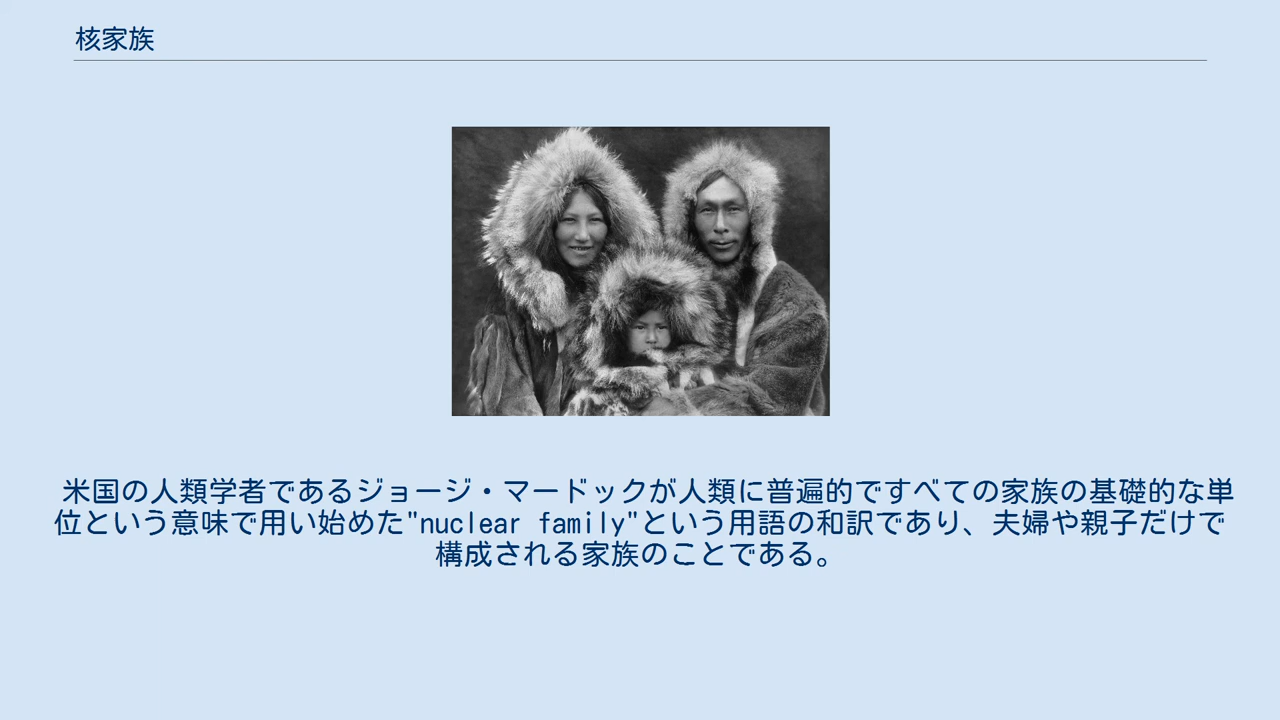 核家族
米国の人類学者であるジョージ・マードックが人類に普遍的ですべての家族の基礎的な単
位という意味で用い始めた"nuclear family"という用語の和訳であり、夫婦や親子だけで
構成される家族のことである。